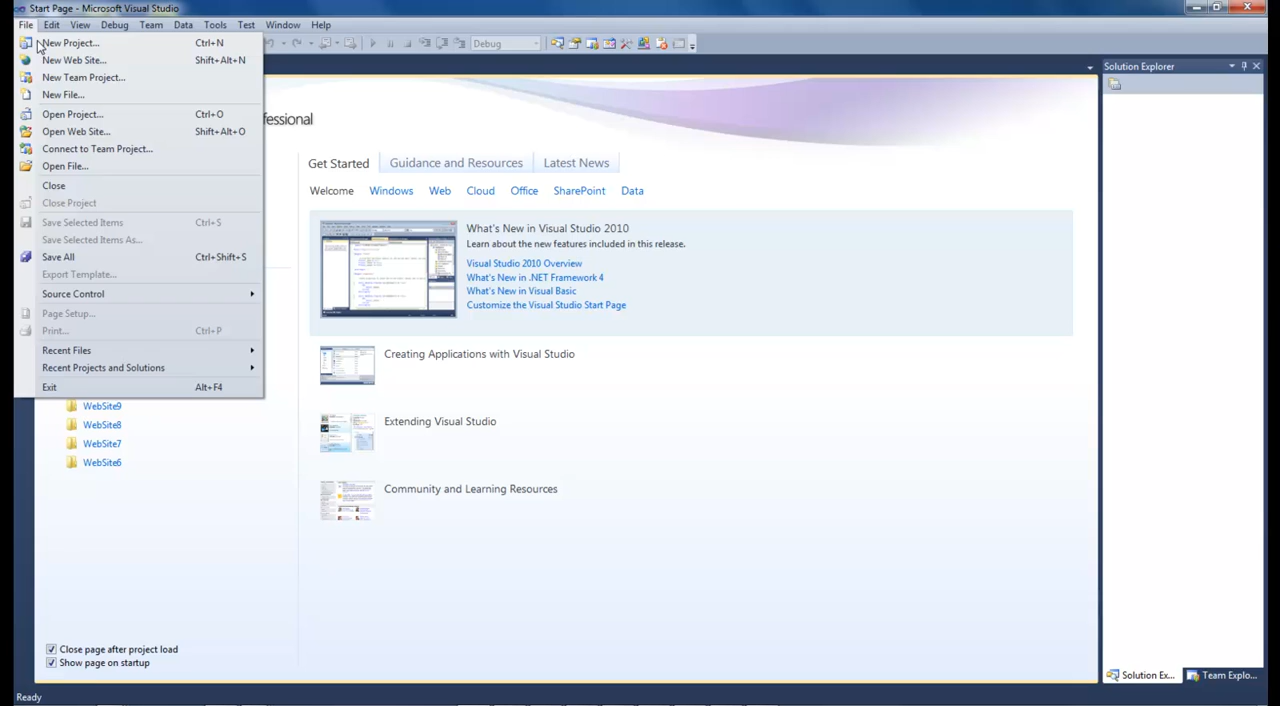 Start Page - Microsoft Visual Studio
File Edit View Debug Team Data Tools Test Window Help
New Project... Ctrl+N
New Web Site... Shift+Alt+N
New Team Project...
New File...
Open Project... Ctrl+O
Open Web Site... Shift+Alt+O
Connect to Team Project...
Open File...
Close
Close Project
Save Selected Items Ctrl+S
Save Selected Items As...
Save All Ctrl+Shift+S
Export Template...
Source Control
Page Setup...
Print... Ctrl+P
Recent Files
Recent Projects and Solutions
Exit Alt+F4
WebSite9
WebSite8
WebSite7
WebSite6
Close page after project load
Show page on startup
Ready
Debug
fessional
Get Started Guidance and Resources Latest News
Welcome Windows Web Cloud Office SharePoint Data
What's New in Visual Studio 2010
Learn about the new features included in this release.
Visual Studio 2010 Overview
What's New in .NET Framework 4
What's New in Visual Basic
Customize the Visual Studio Start Page
Creating Applications with Visual Studio
Extending Visual Studio
Community and Learning Resources
Solution Explorer
Solution Ex... Team Explo...